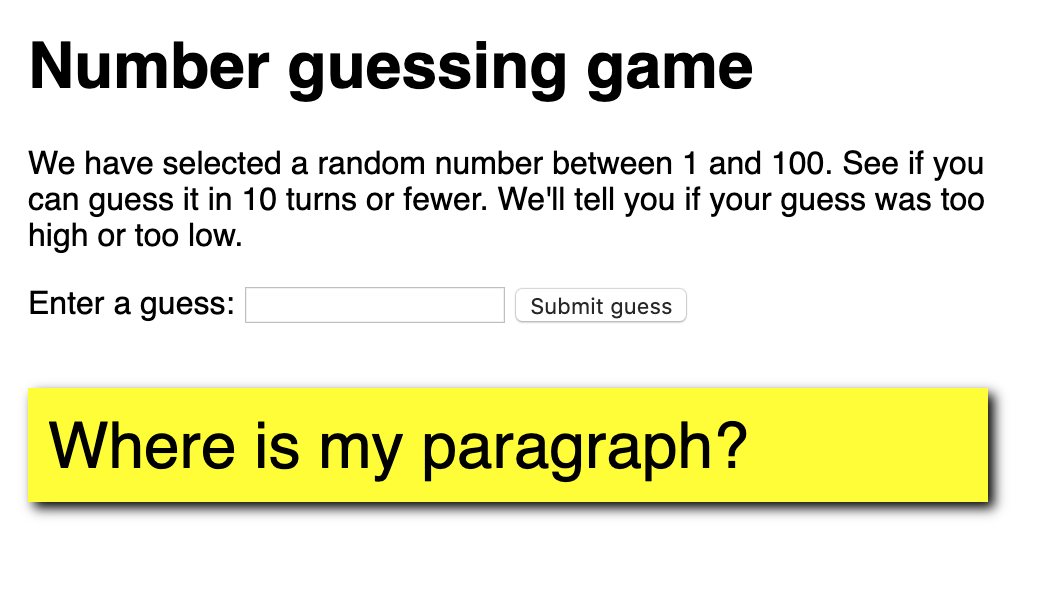 Number guessing game
We have selected a random number between 1 and 100. See if you
can guess it in 10 turns or fewer. We'll tell you if your guess was too
high or too low.
Enter a guess: Submit guess
Where is my paragraph?